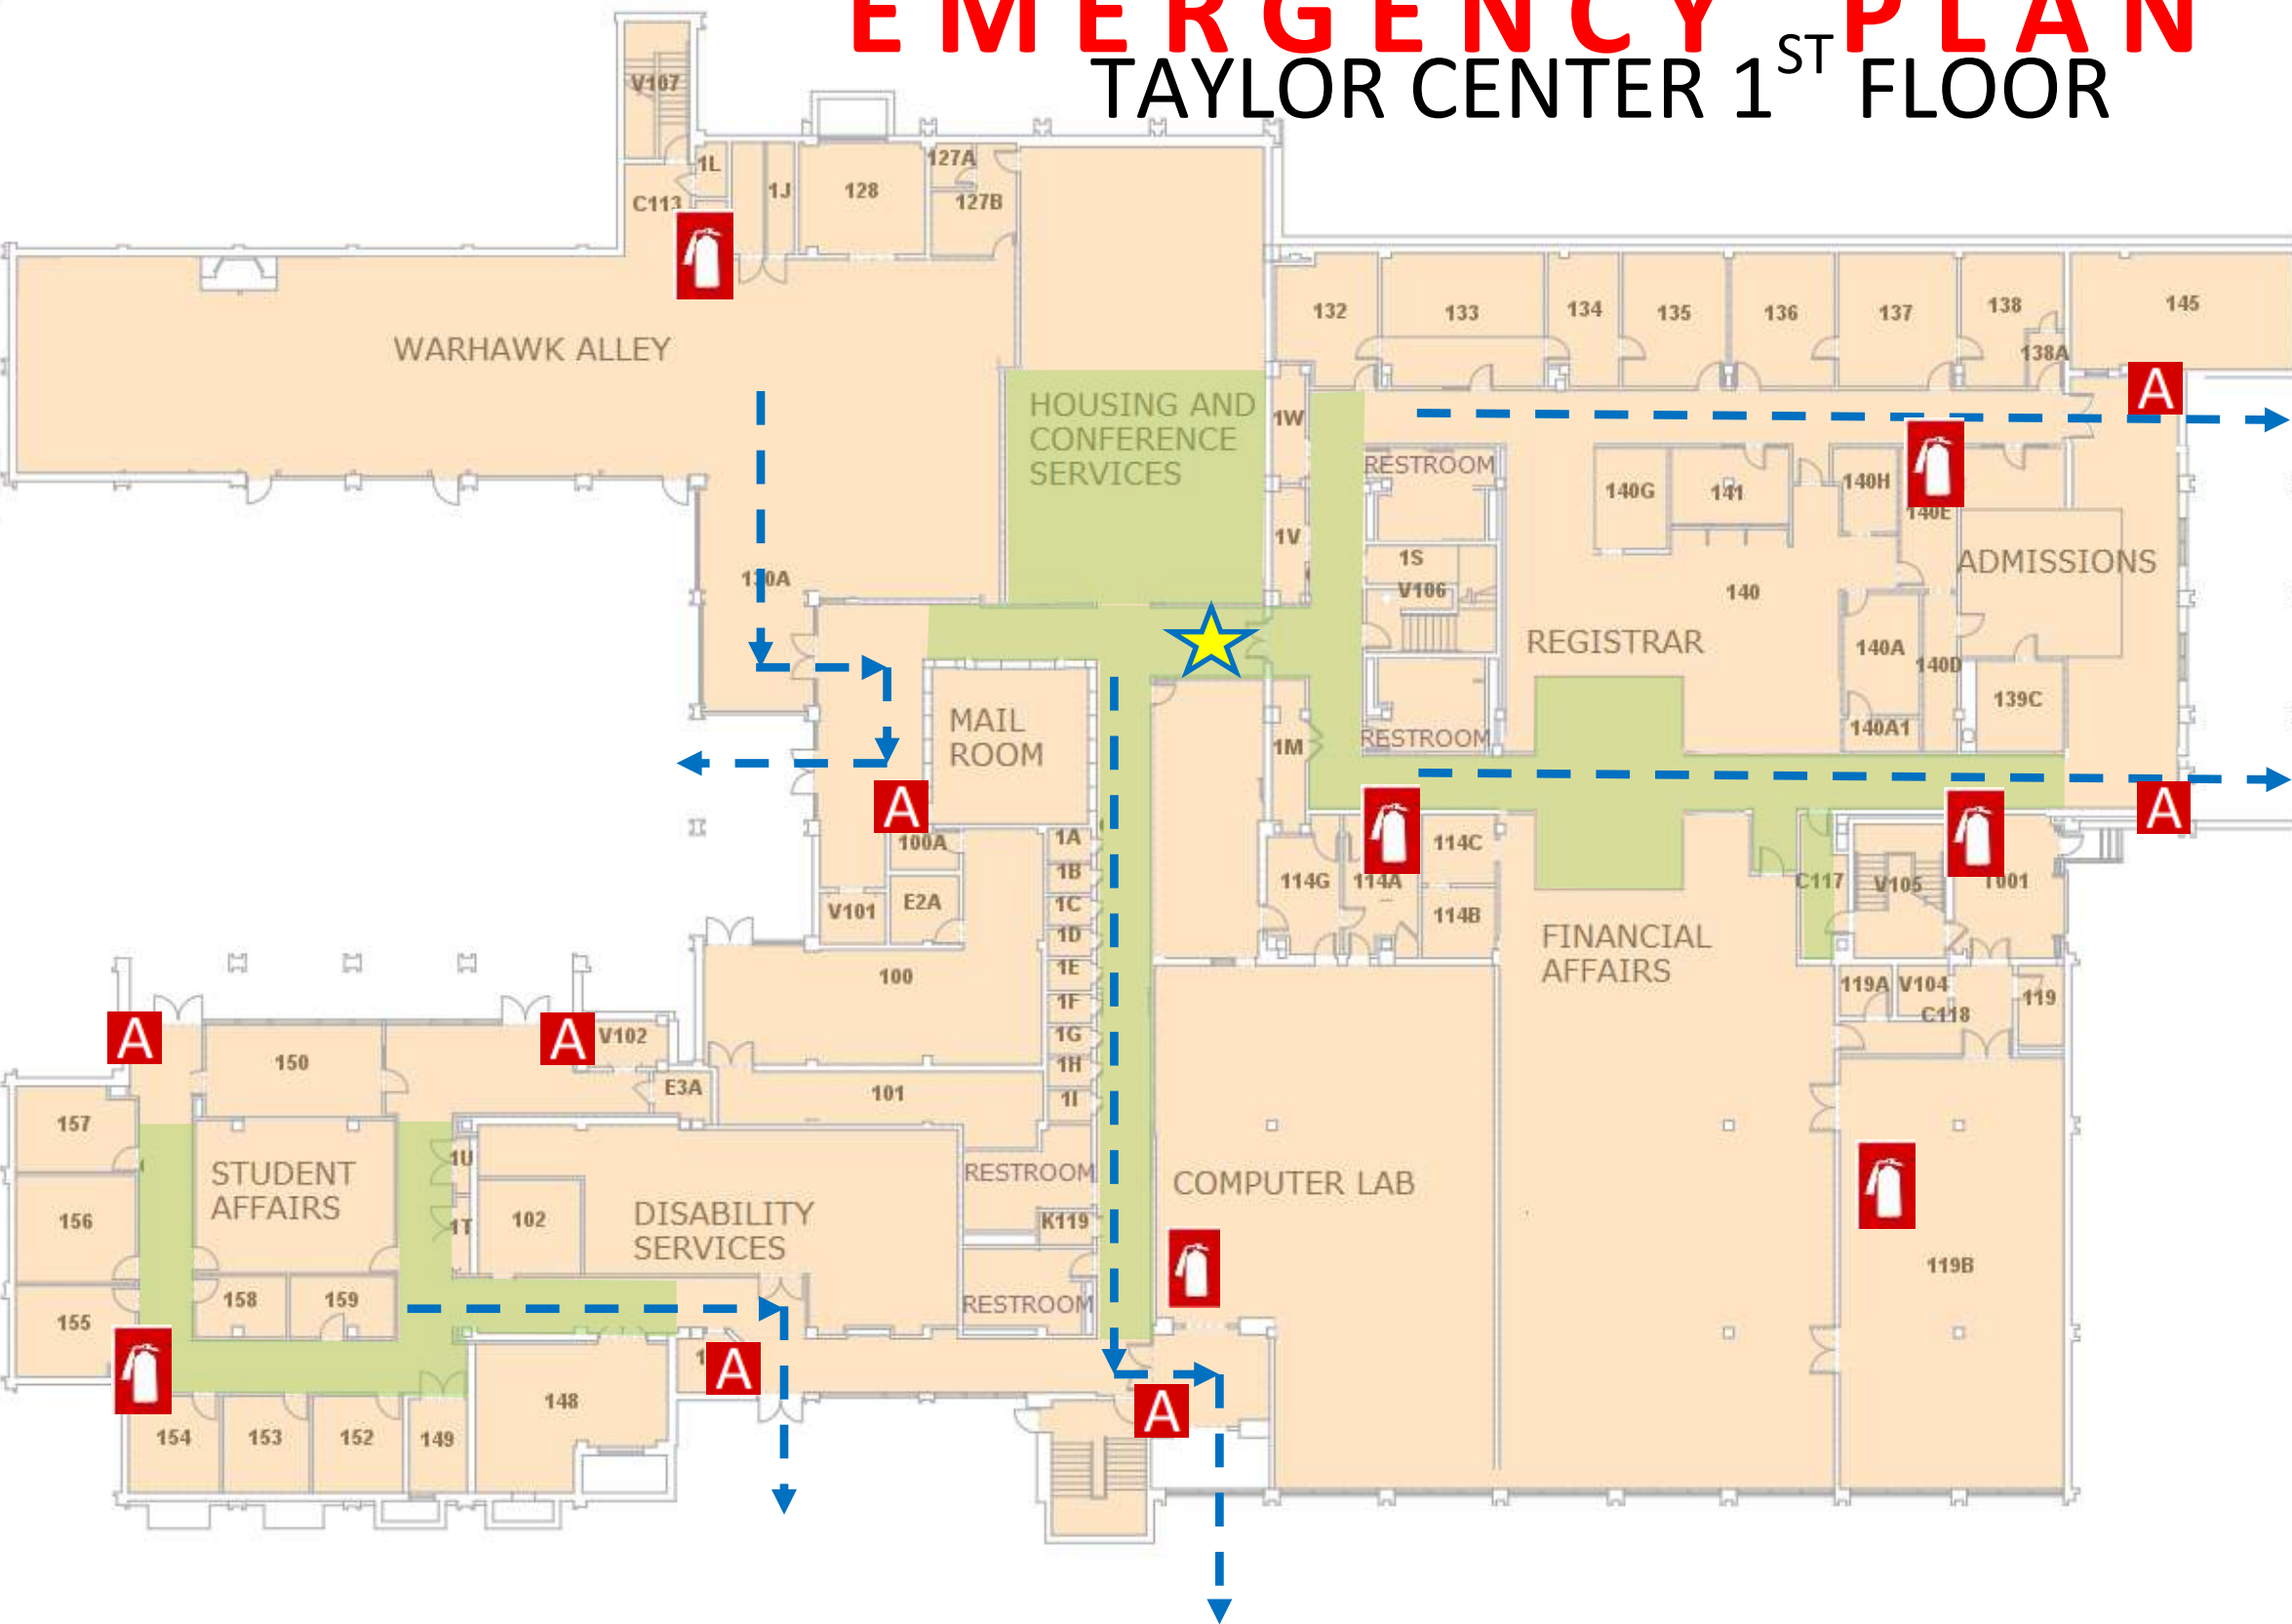 EMERGENCY PLAN
TAYLOR CENTER 1ST FLOOR
V107
1L
1J
128
127A
127B
C113
132
133
134
135
136
137
138
138A
145
WARHAWK ALLEY
A
HOUSING AND
CONFERENCE
SERVICES
1W
RESTROOM
140G
141
140H
140E
1V
1S
V106
ADMISSIONS
130A
140
REGISTRAR
140A
140D
139C
140A1
MAIL
ROOM
1M
RESTROOM
A
A
100A
1A
1B
1C
1D
1E
1F
1G
1H
1I
V101
E2A
114G
114A
114C
114B
C117
V105
T001
FINANCIAL
AFFAIRS
100
119A
V104
C118
119
A
A
V102
150
E3A
101
157
156
155
STUDENT
AFFAIRS
1U
1T
102
DISABILITY
SERVICES
RESTROOM
K119
COMPUTER LAB
119B
158
159
RESTROOM
A
A
154
153
152
149
148